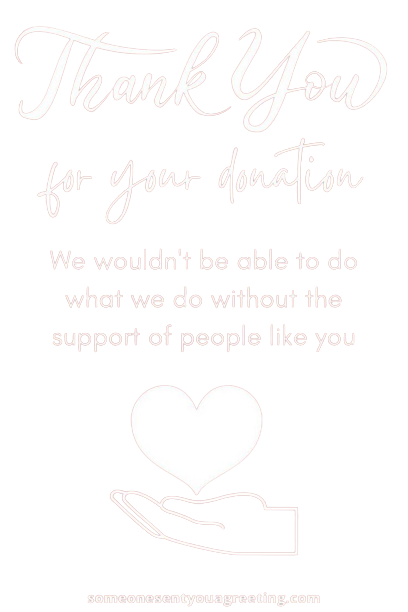 Thank You
for your donation
We wouldn't be able to do
what we do without the
support of people like you
someonesentyouagreeting.com